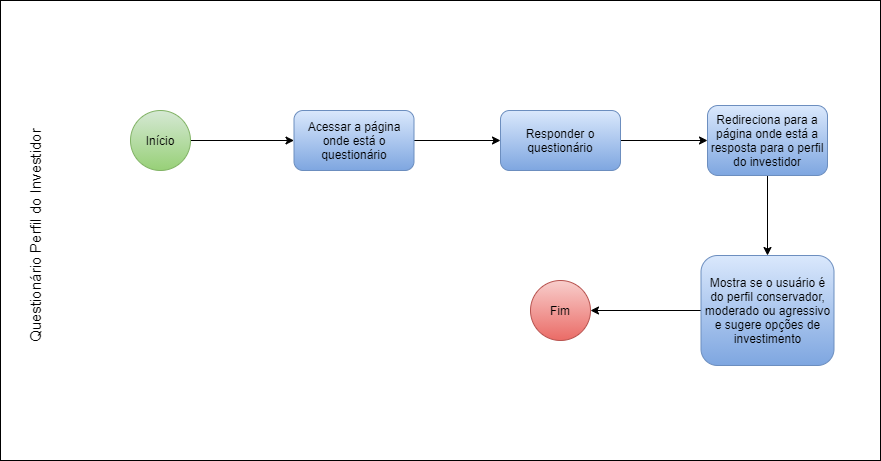 Questionário Perfil do Investidor
Início
Acessar a página
onde está o
questionário
Responder o
questionário
Redireciona para a
página onde está a
resposta para o perfil
do investidor
Mostra se o usuário é
do perfil conservador,
moderado ou agressivo
e sugere opções de
investimento
Fim